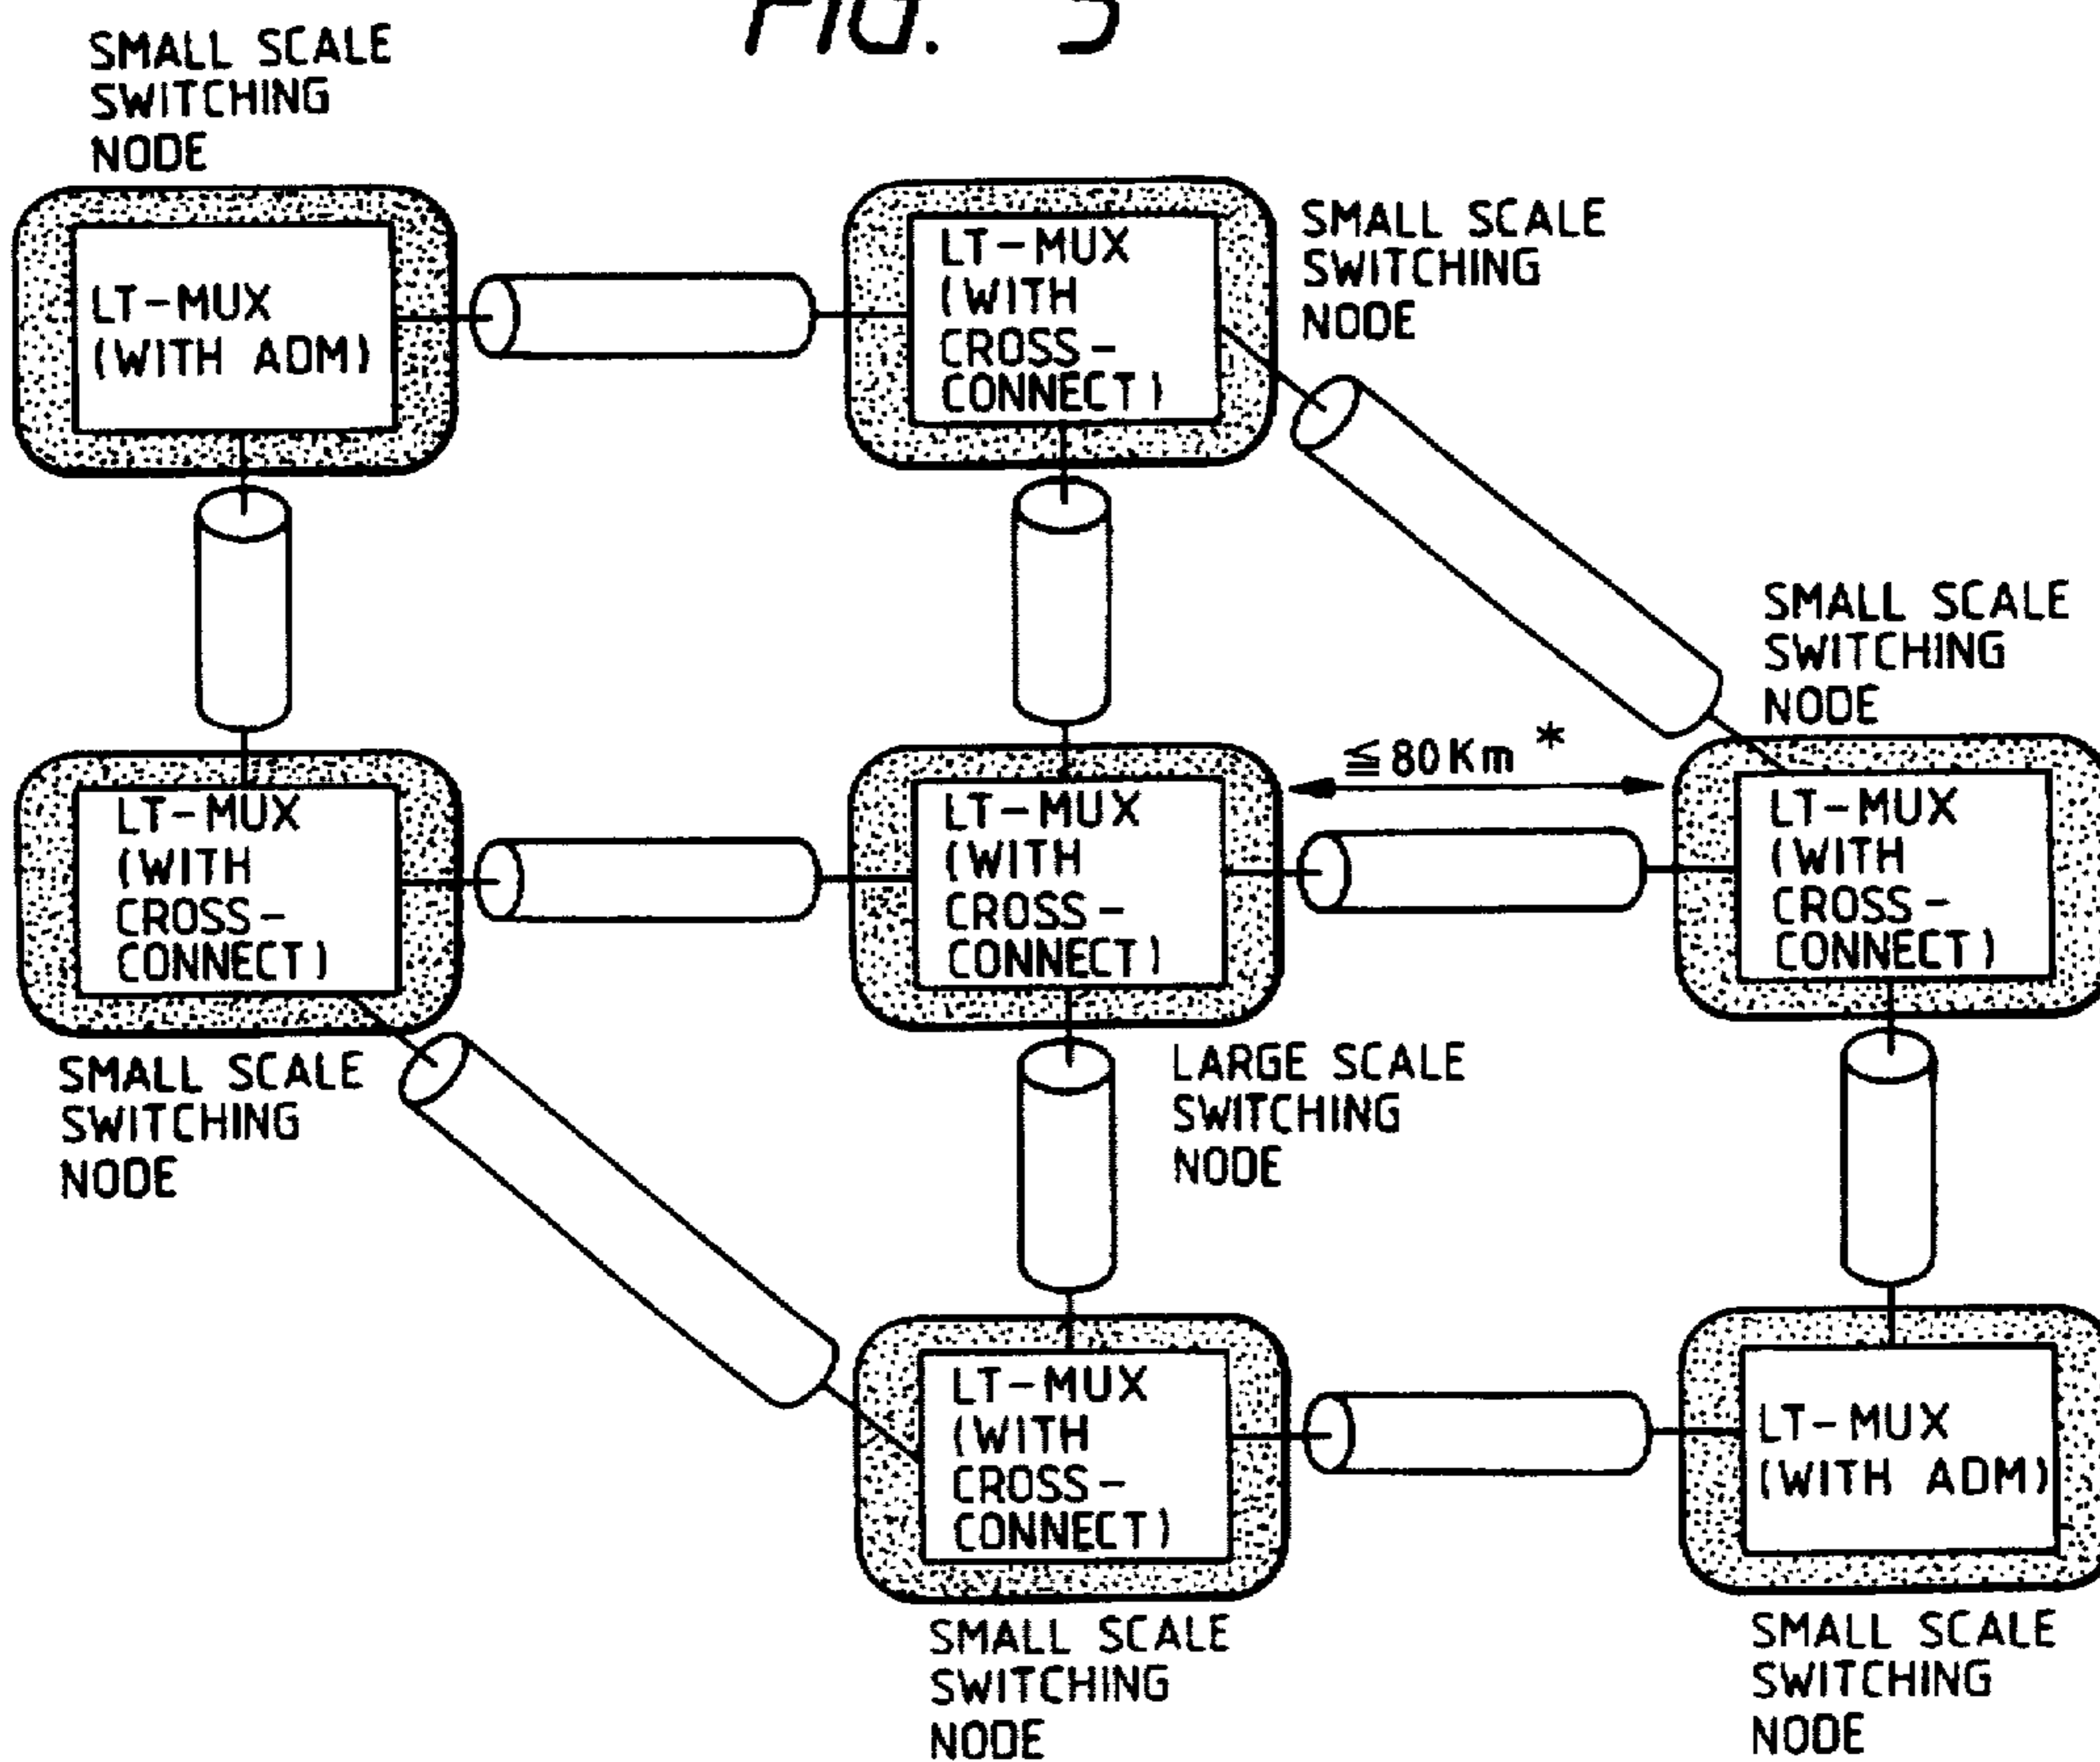 FIG. 3
SMALL SCALE
SWITCHING
NODE
LT-MUX
(WITH ADM)
LT-MUX
(WITH
CROSS-
CONNECT)
SMALL SCALE
SWITCHING
NODE
SMALL SCALE
SWITCHING
NODE
≦80Km *
LT-MUX
(WITH
CROSS-
CONNECT)
LT-MUX
(WITH
CROSS-
CONNECT)
LT-MUX
(WITH
CROSS-
CONNECT)
SMALL SCALE
SWITCHING
NODE
LARGE SCALE
SWITCHING
NODE
LT-MUX
(WITH
CROSS-
CONNECT)
LT-MUX
(WITH ADM)
SMALL SCALE
SWITCHING
NODE
SMALL SCALE
SWITCHING
NODE